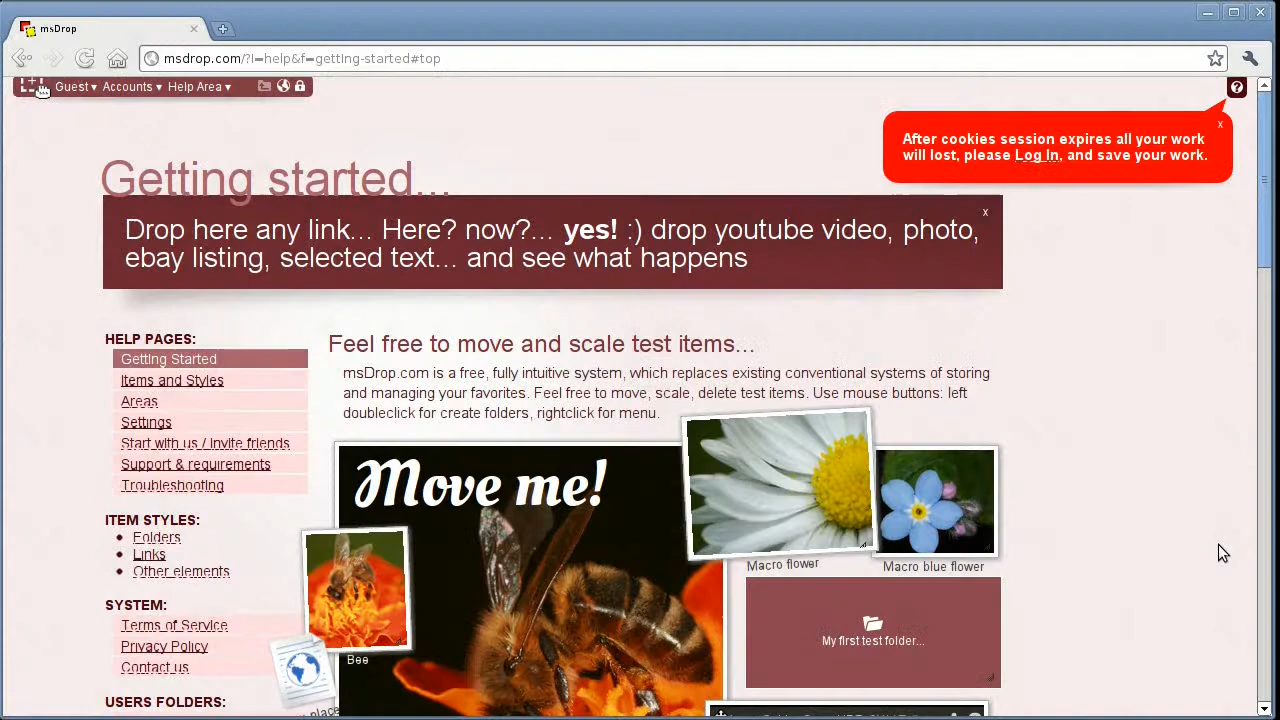 msDrop
msdrop.com/?l=help&f=getting-started#top
Guest ▾ Accounts ▾ Help Area ▾
?
x
After cookies session expires all your work
will lost, please Log In, and save your work.
Getting started...
x
Drop here any link... Here? now?... yes! :) drop youtube video, photo,
ebay listing, selected text... and see what happens
HELP PAGES:
Getting Started
Items and Styles
Areas
Settings
Start with us / invite friends
Support & requirements
Troubleshooting
ITEM STYLES:
Folders
Links
Other elements
SYSTEM:
Terms of Service
Privacy Policy
Contact us
USERS FOLDERS:
Feel free to move and scale test items...
msDrop.com is a free, fully intuitive system, which replaces existing conventional systems of storing
and managing your favorites. Feel free to move, scale, delete test items. Use mouse buttons: left
doubleclick for create folders, rightclick for menu.
Move me!
Bee
Macro flower
Macro blue flower
My first test folder...